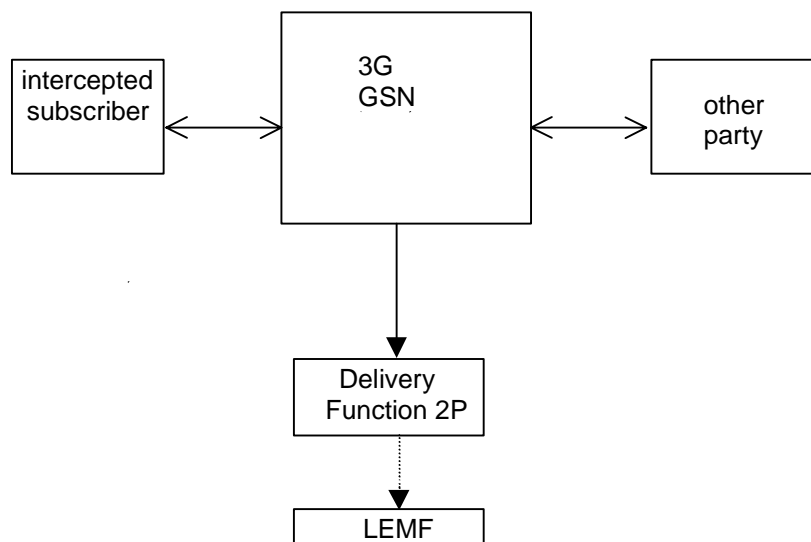 intercepted
subscriber
3G
GSN
other
party
Delivery
Function 2P
LEMF